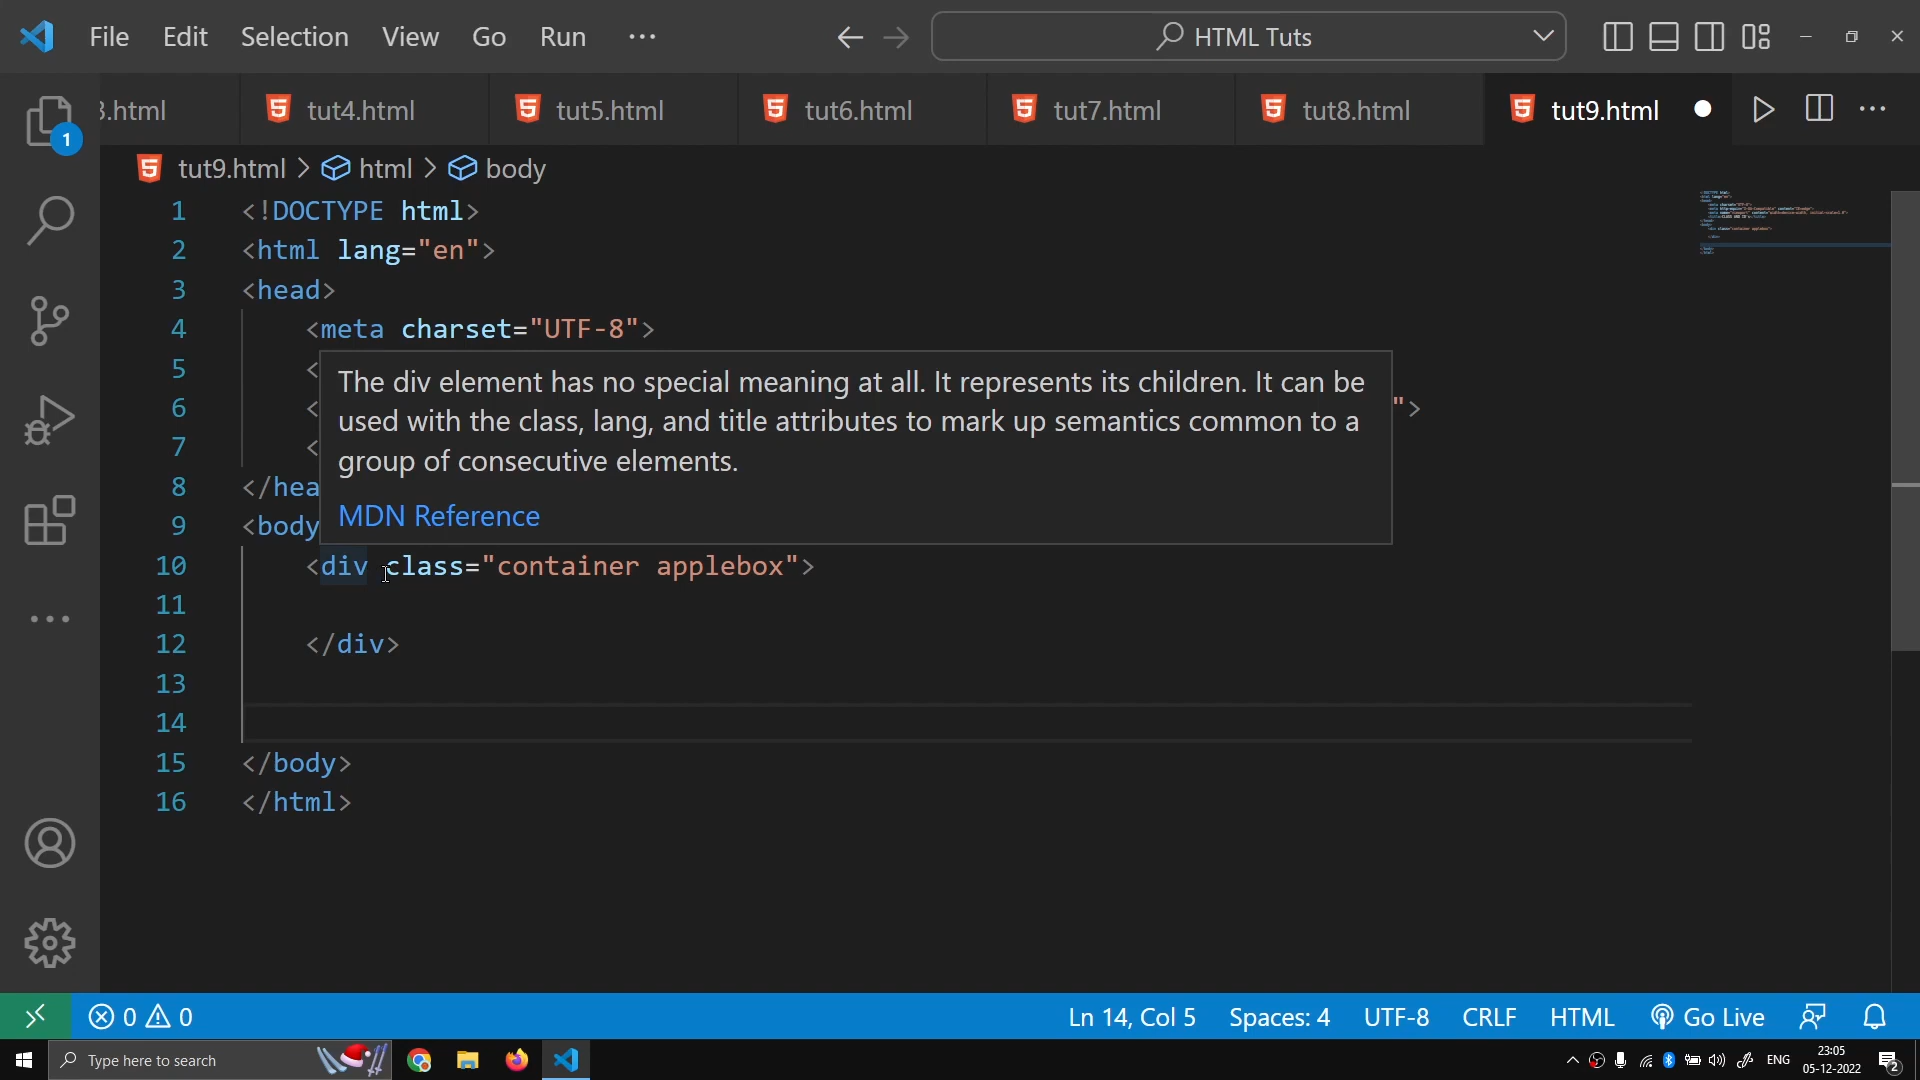 File Edit Selection View Go Run ···
HTML Tuts
3.html tut4.html tut5.html tut6.html tut7.html tut8.html tut9.html
1
tut9.html > html > body
1 <!DOCTYPE html>
2 <html lang="en">
3 <head>
4 <meta charset="UTF-8">
5 <
6 < ">
7 <
The div element has no special meaning at all. It represents its children. It can be
used with the class, lang, and title attributes to mark up semantics common to a
group of consecutive elements.
MDN Reference
8 </hea
9 <body
10 <div class="container applebox">
11
12 </div>
13
14
15 </body>
16 </html>
0 0 Ln 14, Col 5 Spaces: 4 UTF-8 CRLF HTML Go Live
Type here to search
ENG 23:05
05-12-2022 2